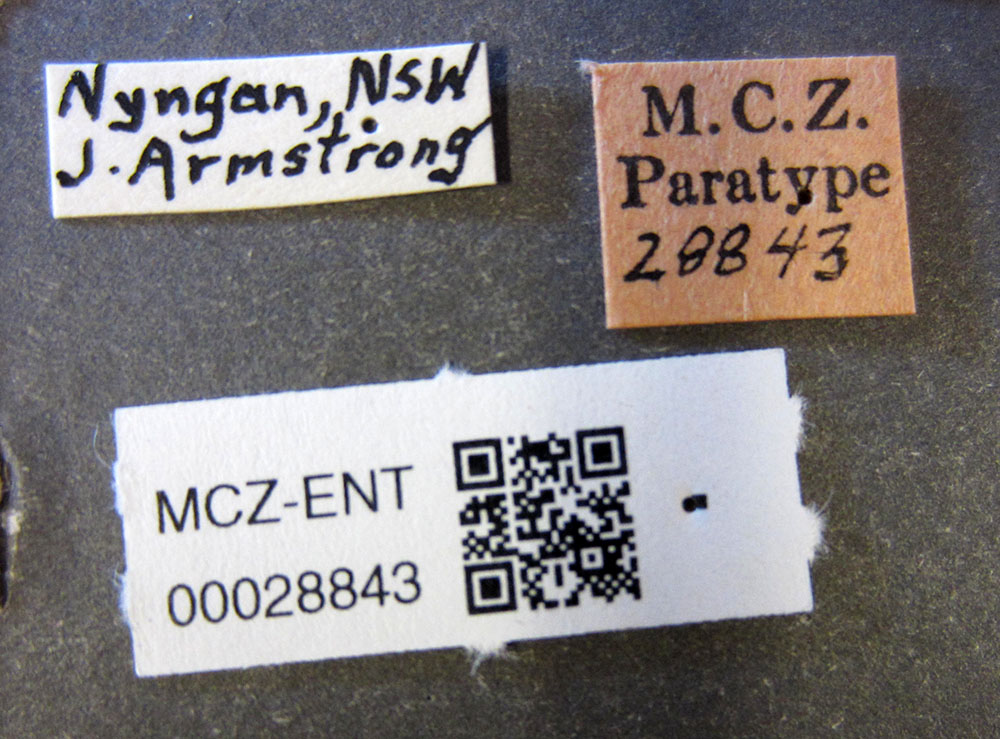 Nyngan, NSW
J. Armstrong
M.C.Z.
Paratype
28843
MCZ-ENT
00028843